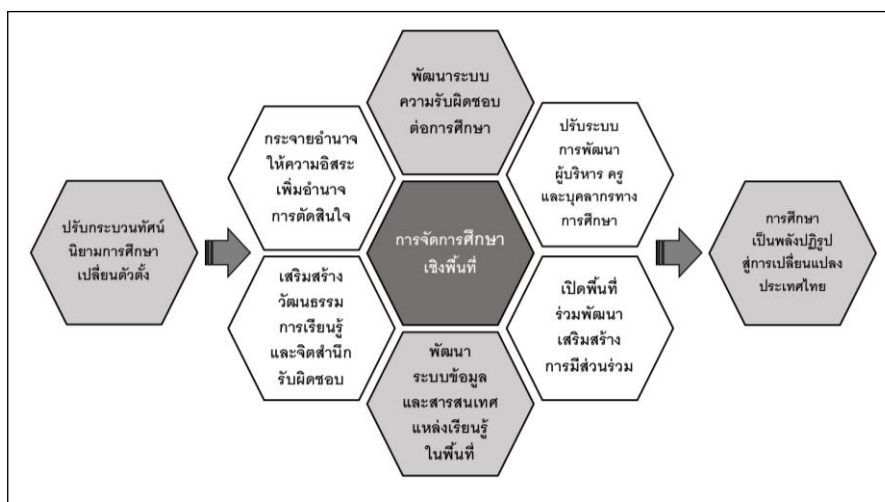 ปรับกระบวนทัศน์
นิยามการศึกษา
เปลี่ยนตัวตั้ง
กระจายอำนาจ
ให้ความอิสระ
เพิ่มอำนาจ
การตัดสินใจ
พัฒนาระบบ
ความรับผิดชอบ
ต่อการศึกษา
ปรับระบบ
การพัฒนา
ผู้บริหาร ครู
และบุคลากรทาง
การศึกษา
การจัดการศึกษา
เชิงพื้นที่
เสริมสร้าง
วัฒนธรรม
การเรียนรู้
และจิตสำนึก
รับผิดชอบ
พัฒนา
ระบบข้อมูล
และสารสนเทศ
แหล่งเรียนรู้
ในพื้นที่
เปิดพื้นที่
ร่วมพัฒนา
เสริมสร้าง
การมีส่วนร่วม
การศึกษา
เป็นพลังปฏิรูป
สู่การเปลี่ยนแปลง
ประเทศไทย